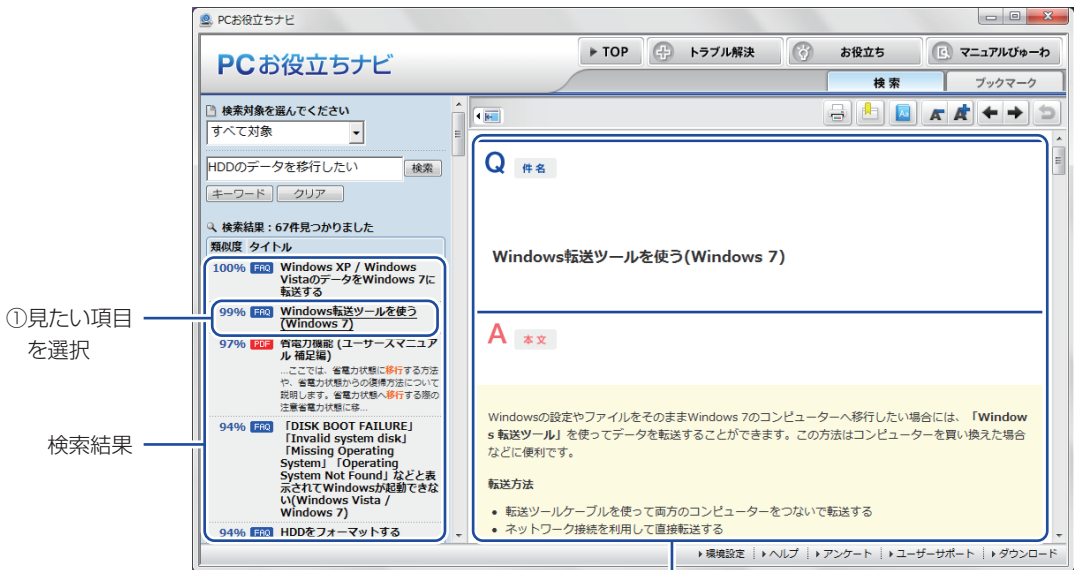 PCお役立ちナビ
PCお役立ちナビ
TOP
トラブル解決
お役立ち
マニュアルびゅーわ
検索
ブックマーク
検索対象を選んでください
すべて対象
HDDのデータを移行したい
検索
キーワード
クリア
検索結果：67件見つかりました
類似度 タイトル
100% FAQ Windows XP / Windows
VistaのデータをWindows 7に
転送する
99% FAQ Windows転送ツールを使う
(Windows 7)
97% PDF 省電力機能 (ユーザーズマニュア
ル 補足編)
...ここでは、省電力状態に移行する方法
や、省電力状態からの復帰方法について
説明します。省電力状態へ移行する際の
注意省電力状態に移...
94% FAQ 「DISK BOOT FAILURE」
「Invalid system disk」
「Missing Operating
System」「Operating
System Not Found」などと表
示されてWindowsが起動できな
い(Windows Vista /
Windows 7)
94% FAQ HDDをフォーマットする
①見たい項目
を選択
検索結果
Q 件名
Windows転送ツールを使う(Windows 7)
A 本文
Windowsの設定やファイルをそのままWindows 7のコンピューターへ移行したい場合には、「Window
s 転送ツール」を使ってデータを転送することができます。この方法はコンピューターを買い換えた場合
などに便利です。
転送方法
• 転送ツールケーブルを使って両方のコンピューターをつないで転送する
• ネットワーク接続を利用して直接転送する
環境設定
ヘルプ
アンケート
ユーザーサポート
ダウンロード